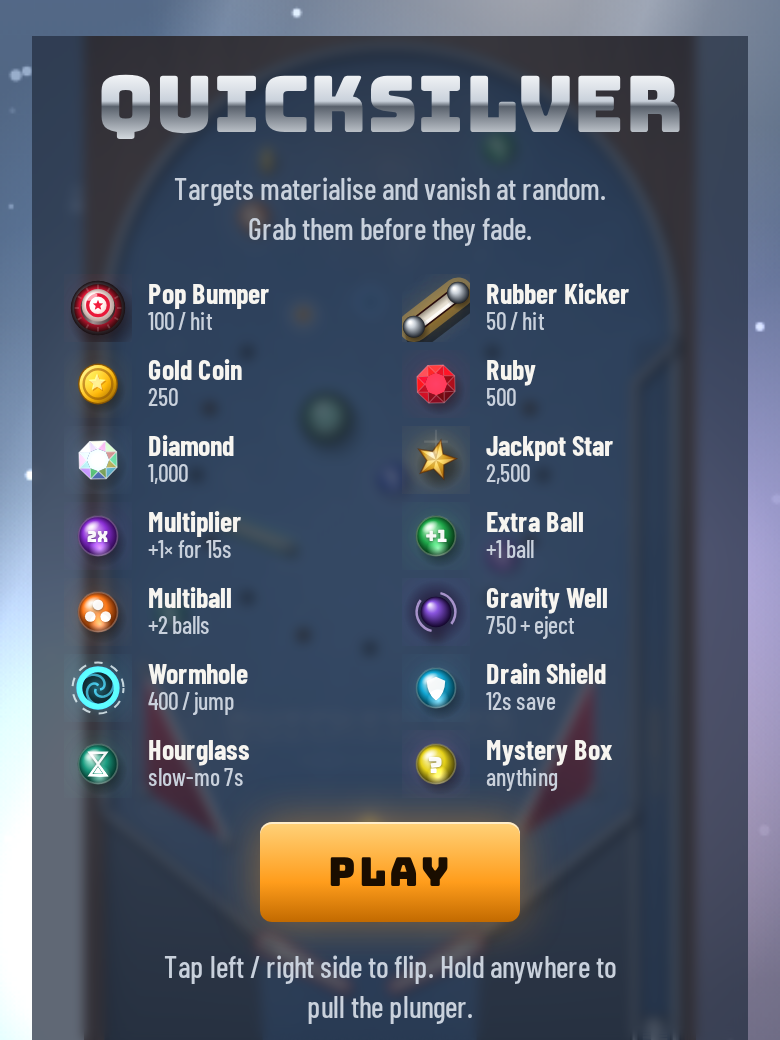 QUICKSILVER
Targets materialise and vanish at random.
Grab them before they fade.
Pop Bumper
100 / hit
Rubber Kicker
50 / hit
Gold Coin
250
Ruby
500
Diamond
1,000
Jackpot Star
2,500
2X
Multiplier
+1× for 15s
+1
Extra Ball
+1 ball
Multiball
+2 balls
Gravity Well
750 + eject
Wormhole
400 / jump
Drain Shield
12s save
Hourglass
slow-mo 7s
?
Mystery Box
anything
PLAY
Tap left / right side to flip. Hold anywhere to
pull the plunger.